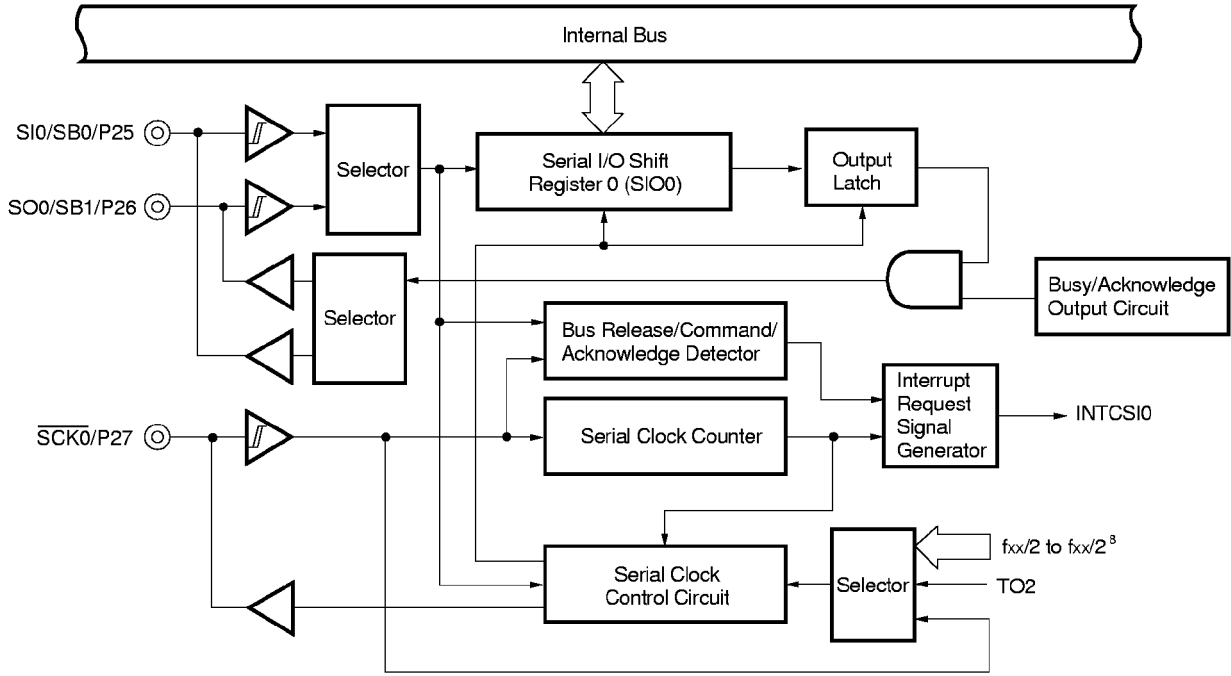 Internal Bus
SI0/SB0/P25
Selector
Serial I/O Shift
Register 0 (SIO0)
Output
Latch
SO0/SB1/P26
Selector
Busy/Acknowledge
Output Circuit
Bus Release/Command/
Acknowledge Detector
Interrupt
Request
Signal
Generator
INTCSI0
SCK0/P27
Serial Clock Counter
Serial Clock
Control Circuit
Selector
fxx/2 to fxx/2⁸
TO2